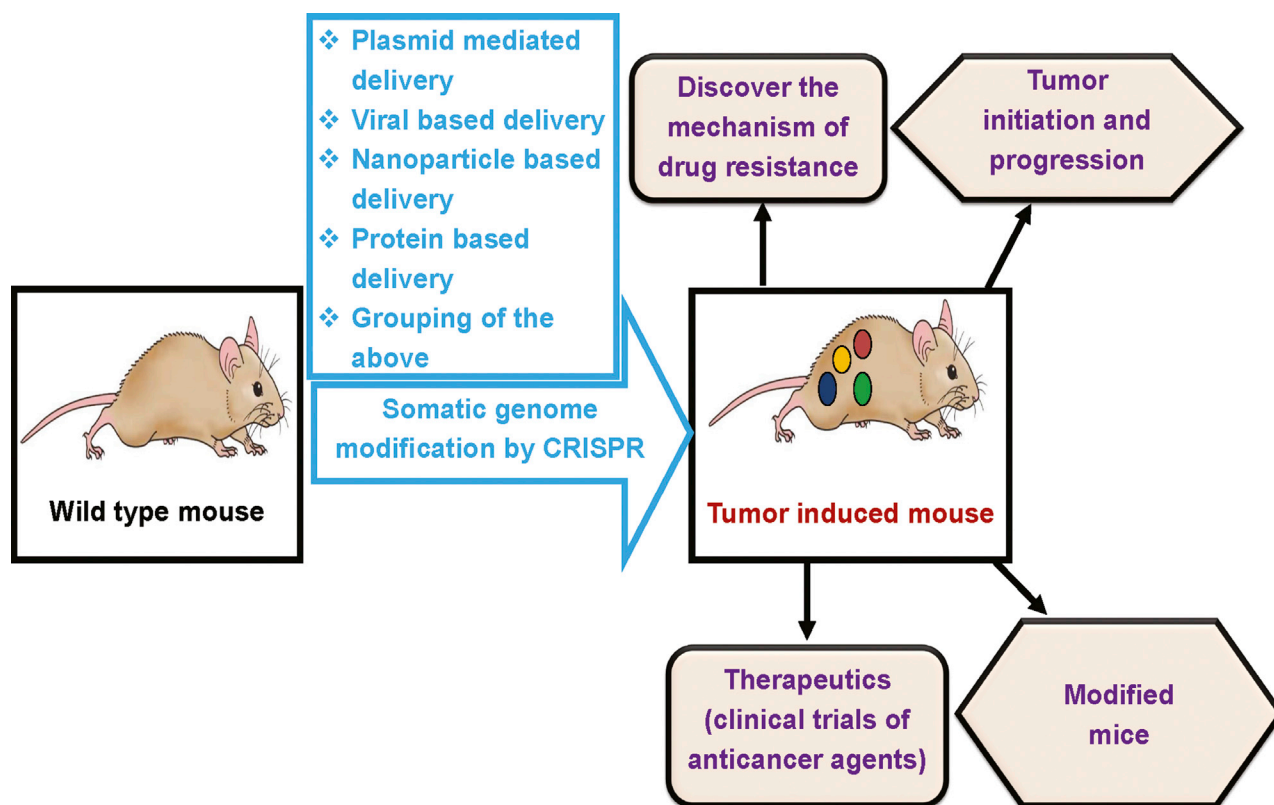 ❖ Plasmid mediated
delivery
❖ Viral based delivery
❖ Nanoparticle based
delivery
❖ Protein based
delivery
❖ Grouping of the
above
Somatic genome
modification by CRISPR
Wild type mouse
Discover the
mechanism of
drug resistance
Tumor
initiation and
progression
Tumor induced mouse
Therapeutics
(clinical trials of
anticancer agents)
Modified
mice